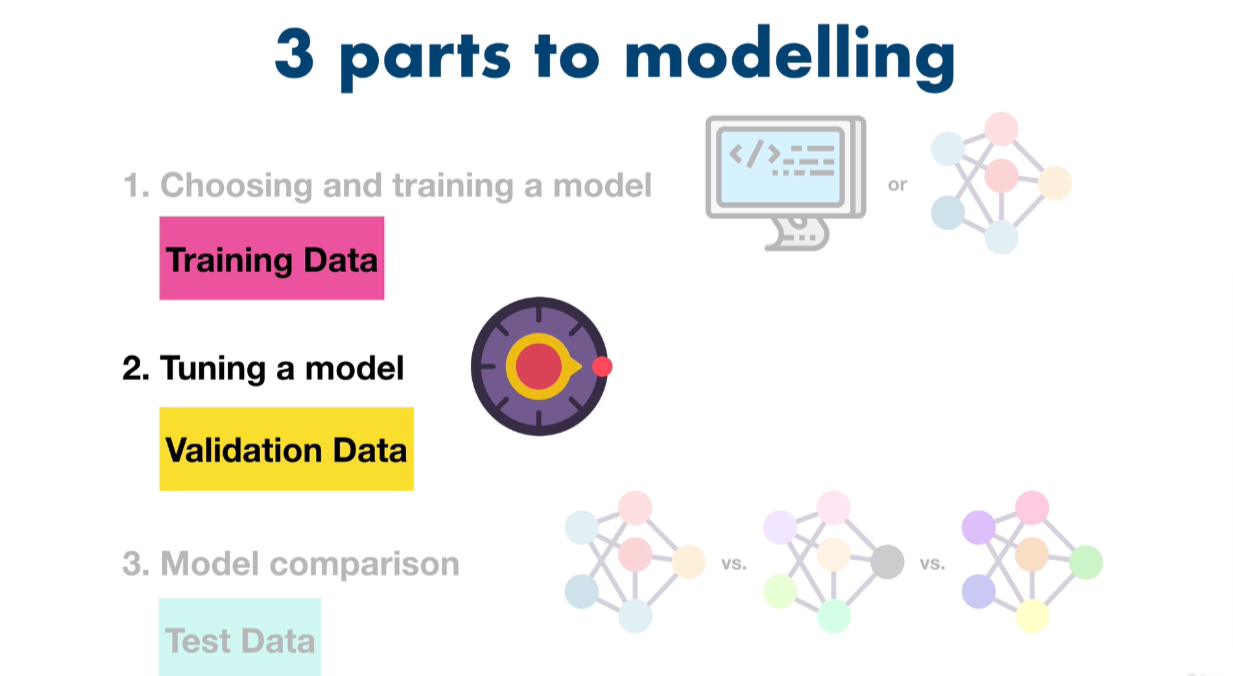 3 parts to modelling
1. Choosing and training a model
</>
or
Training Data
2. Tuning a model
Validation Data
3. Model comparison
vs.
vs.
Test Data